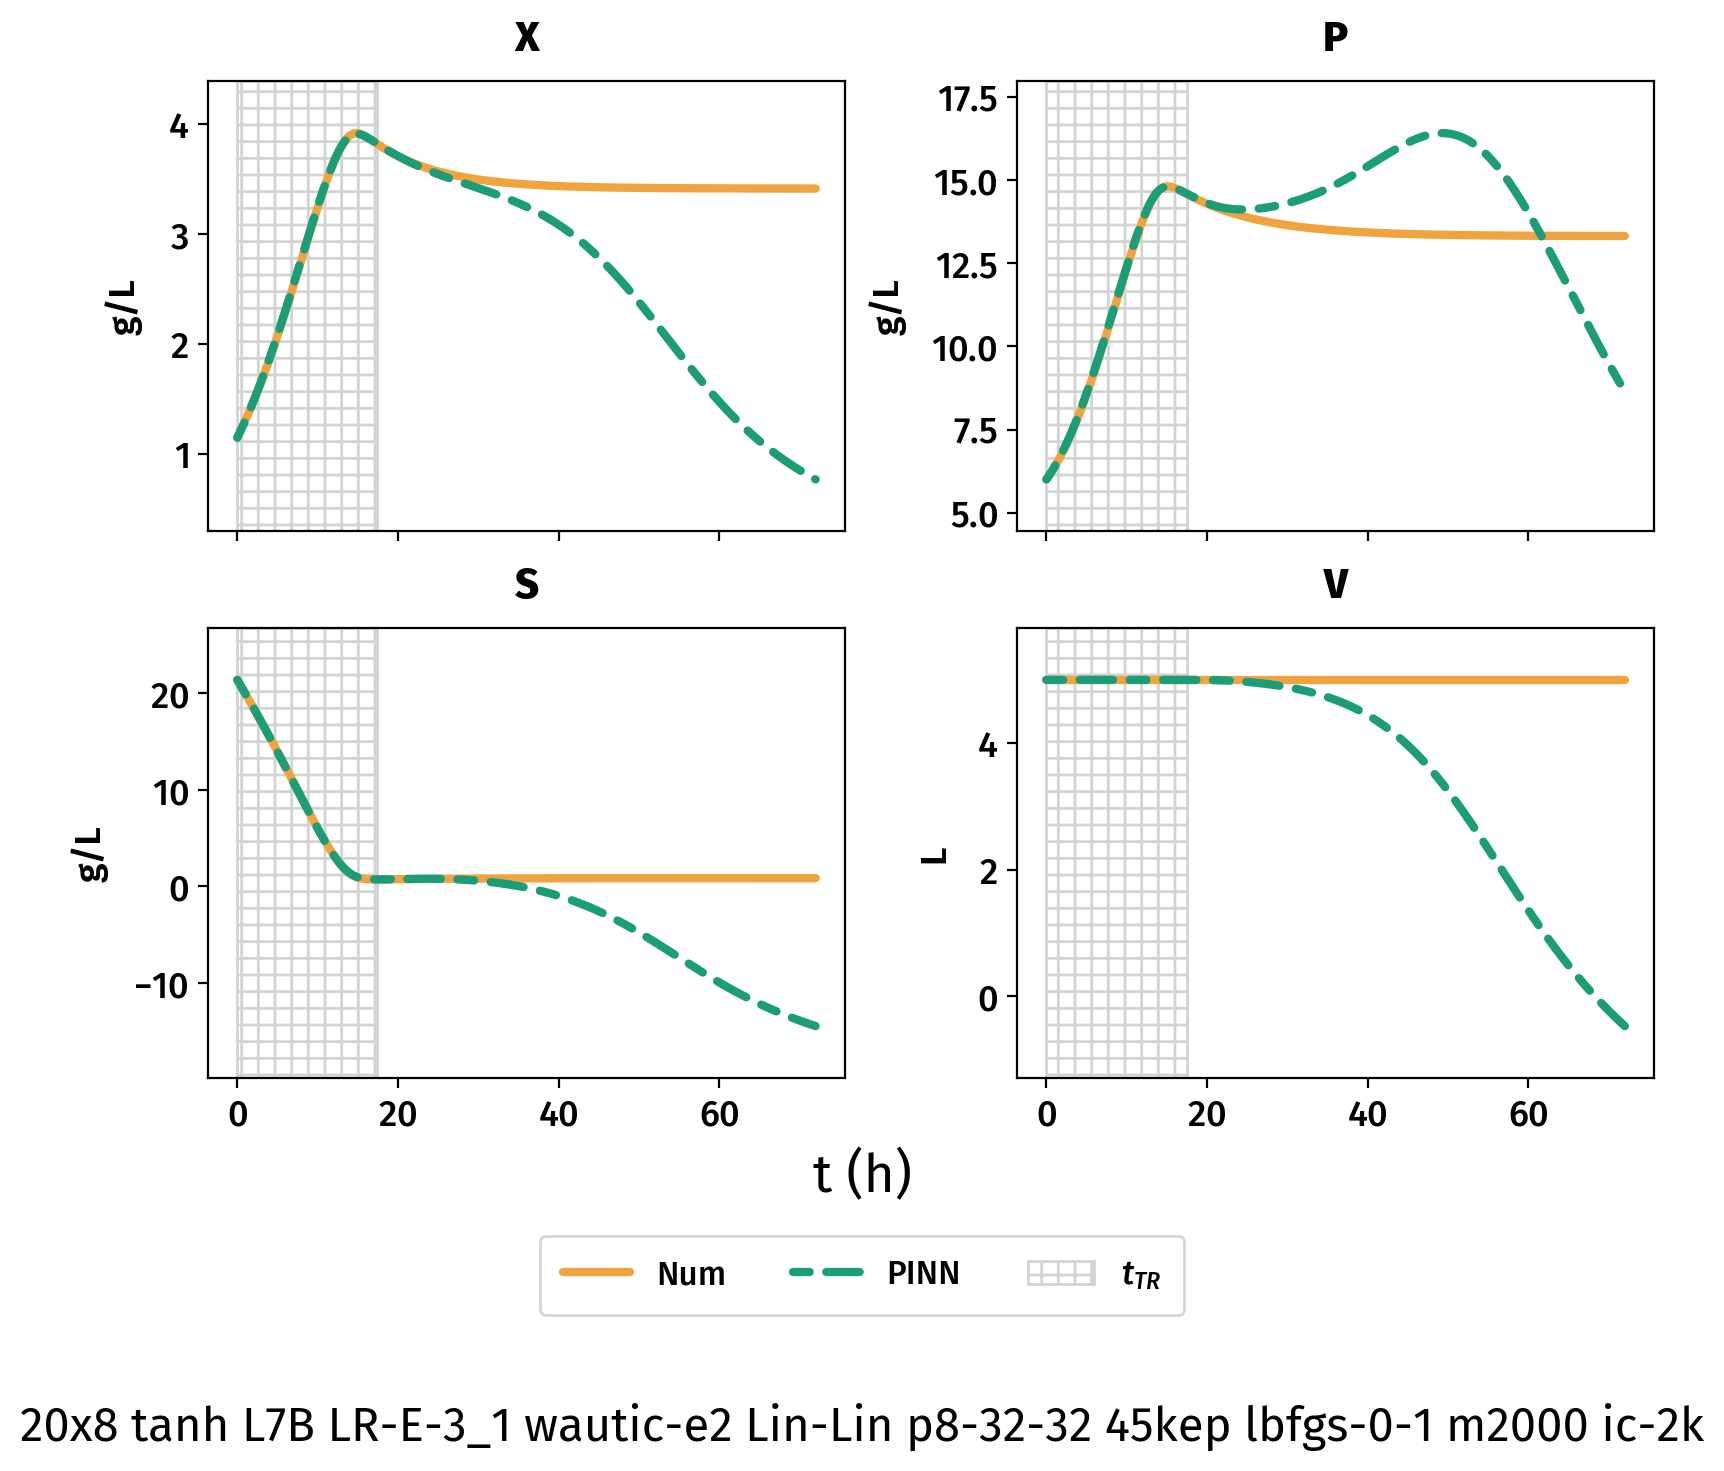 X
P
4
3
2
1
g/L
17.5
15.0
12.5
10.0
7.5
5.0
g/L
S
V
20
10
0
−10
g/L
0
20
40
60
4
2
0
L
0
20
40
60
t (h)
Num
PINN
tTR
20x8 tanh L7B LR-E-3_1 wautic-e2 Lin-Lin p8-32-32 45kep lbfgs-0-1 m2000 ic-2k